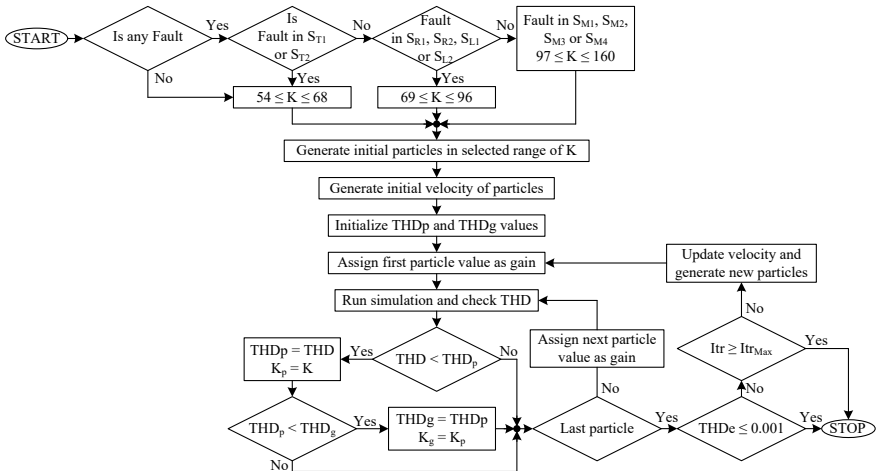 START
Is any Fault
Yes
No
Is
Fault in S_T1
or S_T2
No
Yes
Fault
in S_R1, S_R2, S_L1
or S_L2
No
Yes
Fault in S_M1, S_M2,
S_M3 or S_M4
97 ≤ K ≤ 160
54 ≤ K ≤ 68
69 ≤ K ≤ 96
Generate initial particles in selected range of K
Generate initial velocity of particles
Initialize THDp and THDg values
Assign first particle value as gain
Update velocity and
generate new particles
Run simulation and check THD
No
THDp = THD
K_p = K
Yes
THD < THD_p
No
Assign next particle
value as gain
Itr ≥ Itr_Max
Yes
No
No
THD_p < THD_g
Yes
No
THDg = THDp
K_g = K_p
Last particle
Yes
THDe ≤ 0.001
Yes
STOP